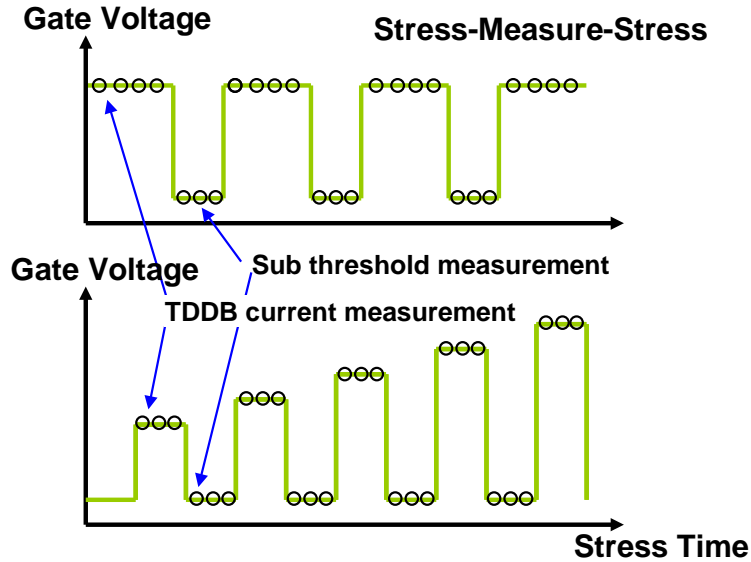 Gate Voltage
Stress-Measure-Stress
Sub threshold measurement
Gate Voltage
TDDB current measurement
Stress Time